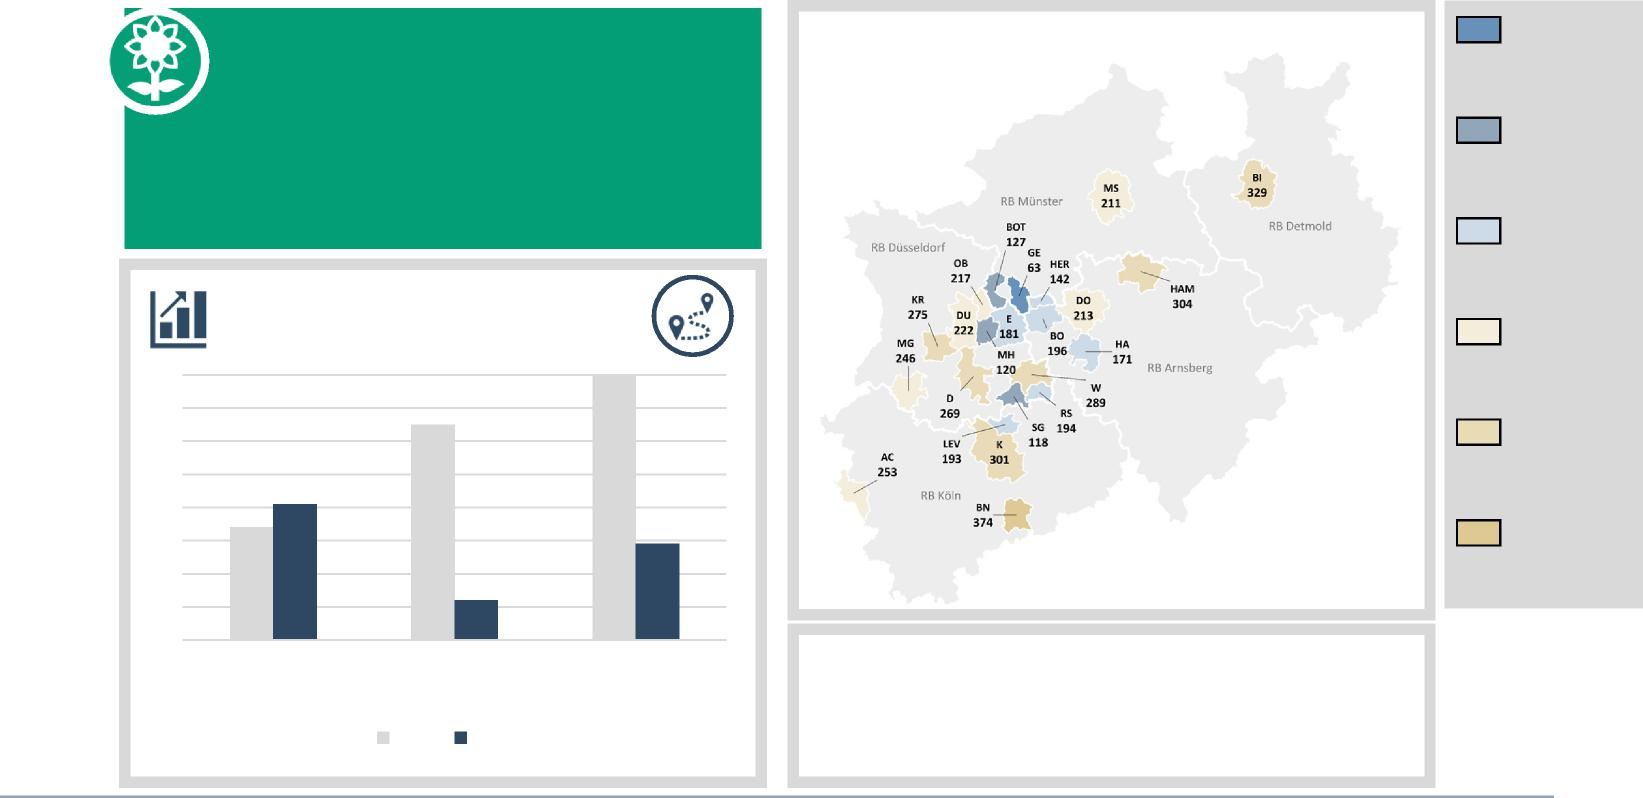 BI
329
MS
211
RB Münster
RB Detmold
BOT
127
RB Düsseldorf
GE
63
HER
142
OB
217
HAM
304
KR
275
DO
213
DU
222
E
181
BO
196
MG
246
HA
171
MH
120
RB Arnsberg
W
289
D
269
RS
194
SG
118
LEV
193
K
301
AC
253
RB Köln
BN
374